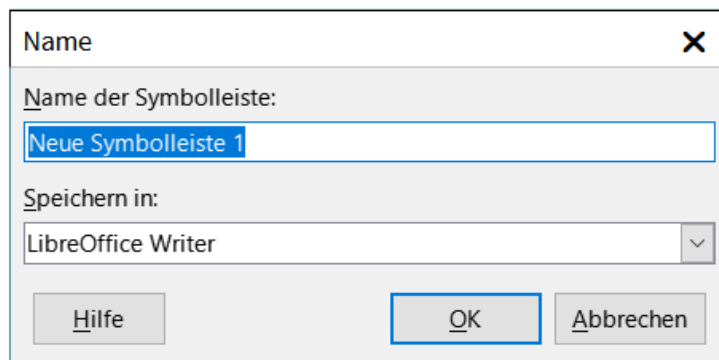 Name
Name der Symbolleiste:
Neue Symbolleiste 1
Speichern in:
LibreOffice Writer
Hilfe
OK
Abbrechen